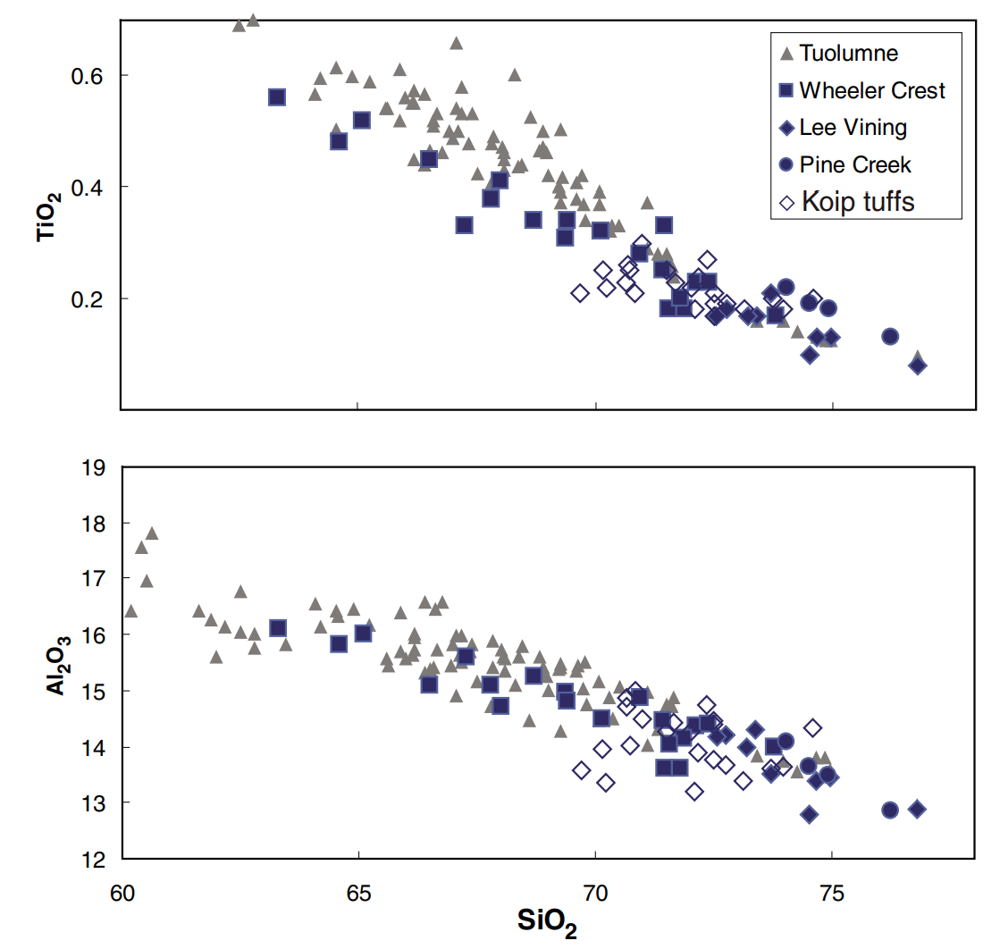 TiO2
0.6
0.4
0.2
Tuolumne
Wheeler Crest
Lee Vining
Pine Creek
Koip tuffs
Al2O3
19
18
17
16
15
14
13
12
60 65 70 75
SiO2